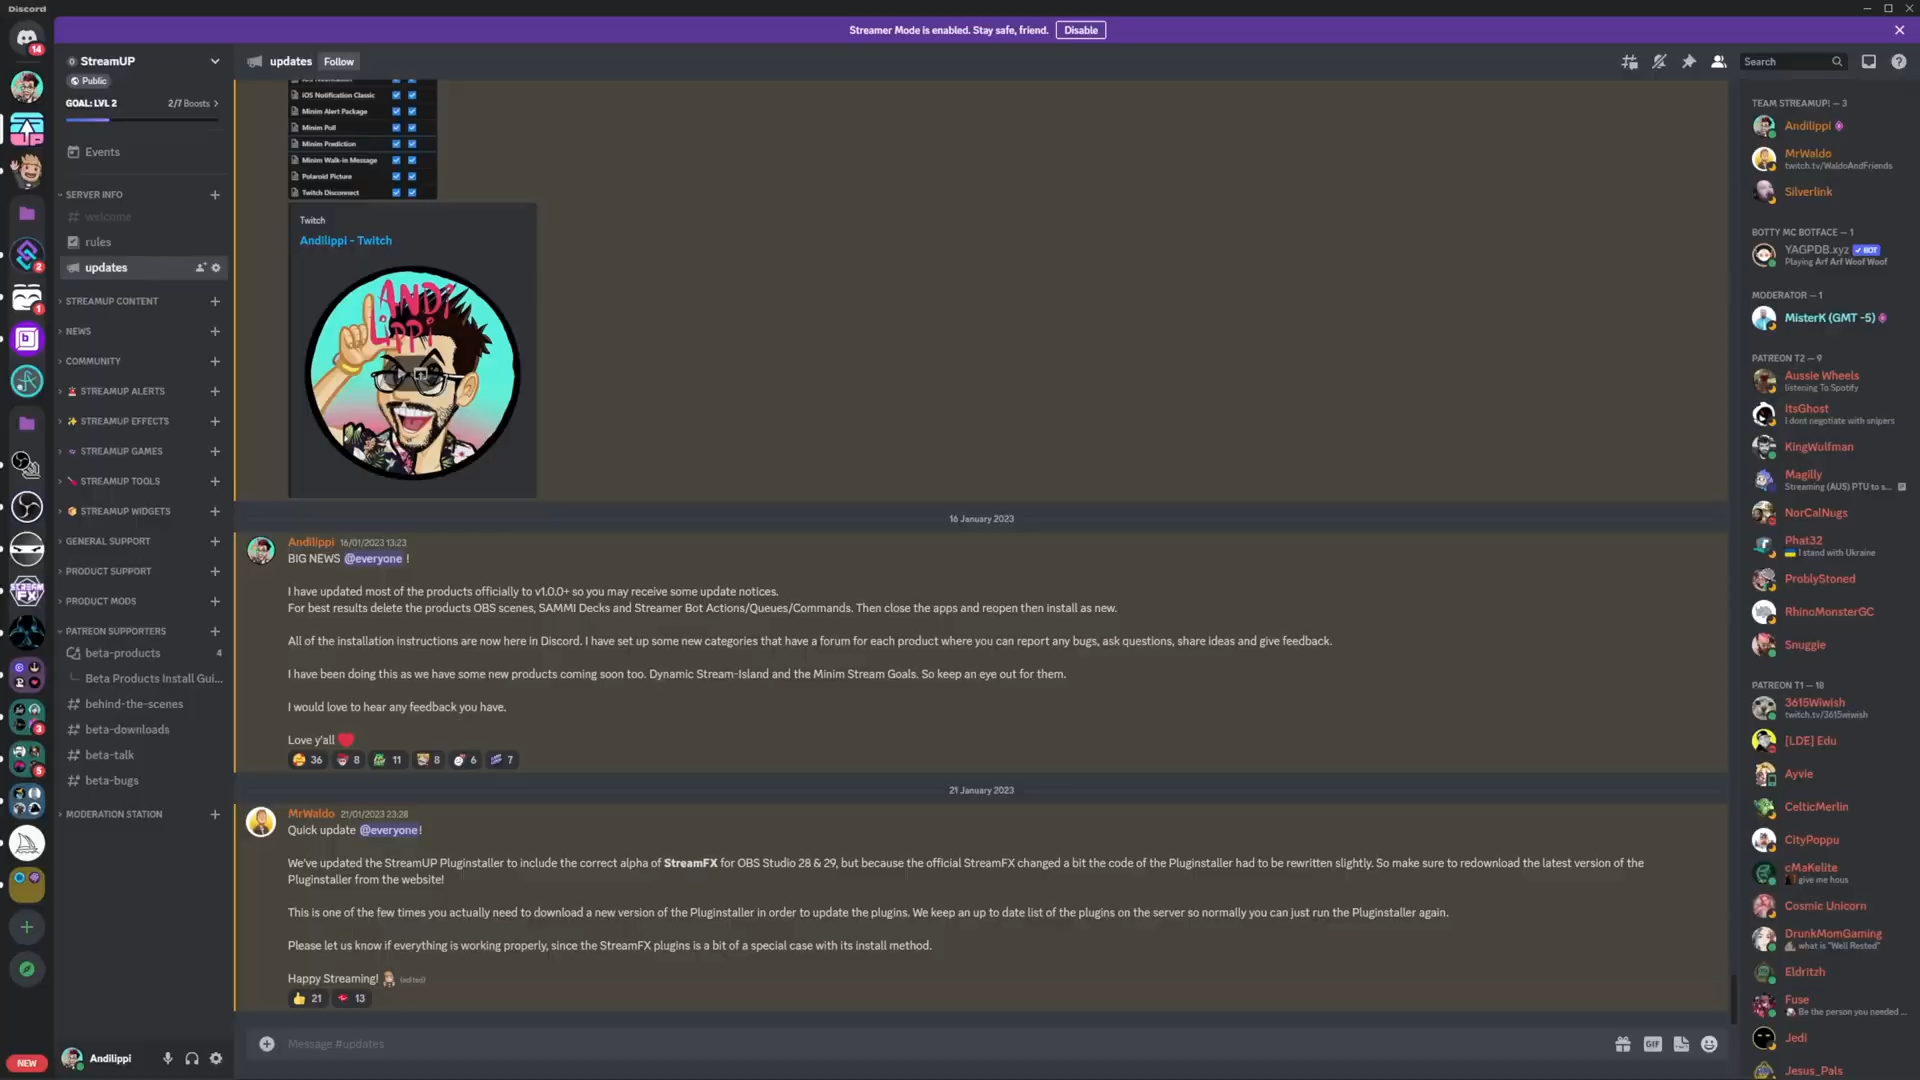 Discord
Streamer Mode is enabled. Stay safe, friend.
Disable
14
StreamUP
Public
GOAL: LVL 2
2/7 Boosts
Events
SERVER INFO
welcome
rules
updates
STREAMUP CONTENT
NEWS
COMMUNITY
STREAMUP ALERTS
STREAMUP EFFECTS
STREAMUP GAMES
STREAMUP TOOLS
STREAMUP WIDGETS
GENERAL SUPPORT
PRODUCT SUPPORT
PRODUCT MODS
PATREON SUPPORTERS
beta-products
4
Beta Products Install Gui...
behind-the-scenes
beta-downloads
beta-talk
beta-bugs
MODERATION STATION
2
1
STREAM
FX
3
5
NEW
Andilippi
updates
Follow
Search
iOS Notification Classic
Minim Alert Package
Minim Poll
Minim Prediction
Minim Walk-in Message
Polaroid Picture
Twitch Disconnect
Twitch
Andilippi - Twitch
ANDI
LiPPi
16 January 2023
Andilippi 16/01/2023 13:23
BIG NEWS @everyone !
I have updated most of the products officially to v1.0.0+ so you may receive some update notices.
For best results delete the products OBS scenes, SAMMI Decks and Streamer Bot Actions/Queues/Commands. Then close the apps and reopen then install as new.
All of the installation instructions are now here in Discord. I have set up some new categories that have a forum for each product where you can report any bugs, ask questions, share ideas and give feedback.
I have been doing this as we have some new products coming soon too. Dynamic Stream-Island and the Minim Stream Goals. So keep an eye out for them.
I would love to hear any feedback you have.
Love y'all
36 8 11 8 6 7
21 January 2023
MrWaldo 21/01/2023 23:28
Quick update @everyone!
We've updated the StreamUP Pluginstaller to include the correct alpha of StreamFX for OBS Studio 28 & 29, but because the official StreamFX changed a bit the code of the Pluginstaller had to be rewritten slightly. So make sure to redownload the latest version of the
Pluginstaller from the website!
This is one of the few times you actually need to download a new version of the Pluginstaller in order to update the plugins. We keep an up to date list of the plugins on the server so normally you can just run the Pluginstaller again.
Please let us know if everything is working properly, since the StreamFX plugins is a bit of a special case with its install method.
Happy Streaming! (edited)
21 13
Message #updates
GIF
TEAM STREAMUP! — 3
Andilippi
MrWaldo
twitch.tv/WaldoAndFriends
Silverlink
BOTTY MC BOTFACE — 1
YAGPDB.xyz BOT
Playing Arf Arf Woof Woof
MODERATOR — 1
MisterK (GMT -5)
PATREON T2 — 9
Aussie Wheels
listening To Spotify
ItsGhost
I dont negotiate with snipers
KingWulfman
Magilly
Streaming (AUS) PTU to s...
NorCalNugs
Phat32
I stand with Ukraine
ProblyStoned
RhinoMonsterGC
Snuggie
PATREON T1 — 18
3615Wiwish
twitch.tv/3615wiwish
[LDE] Edu
Ayvie
CelticMerlin
CityPoppu
cMaKelite
give me hous
Cosmic Unicorn
DrunkMomGaming
what is "Well Rested"
Eldritzh
Fuse
Be the person you needed ...
Jedi
Jesus_Pals